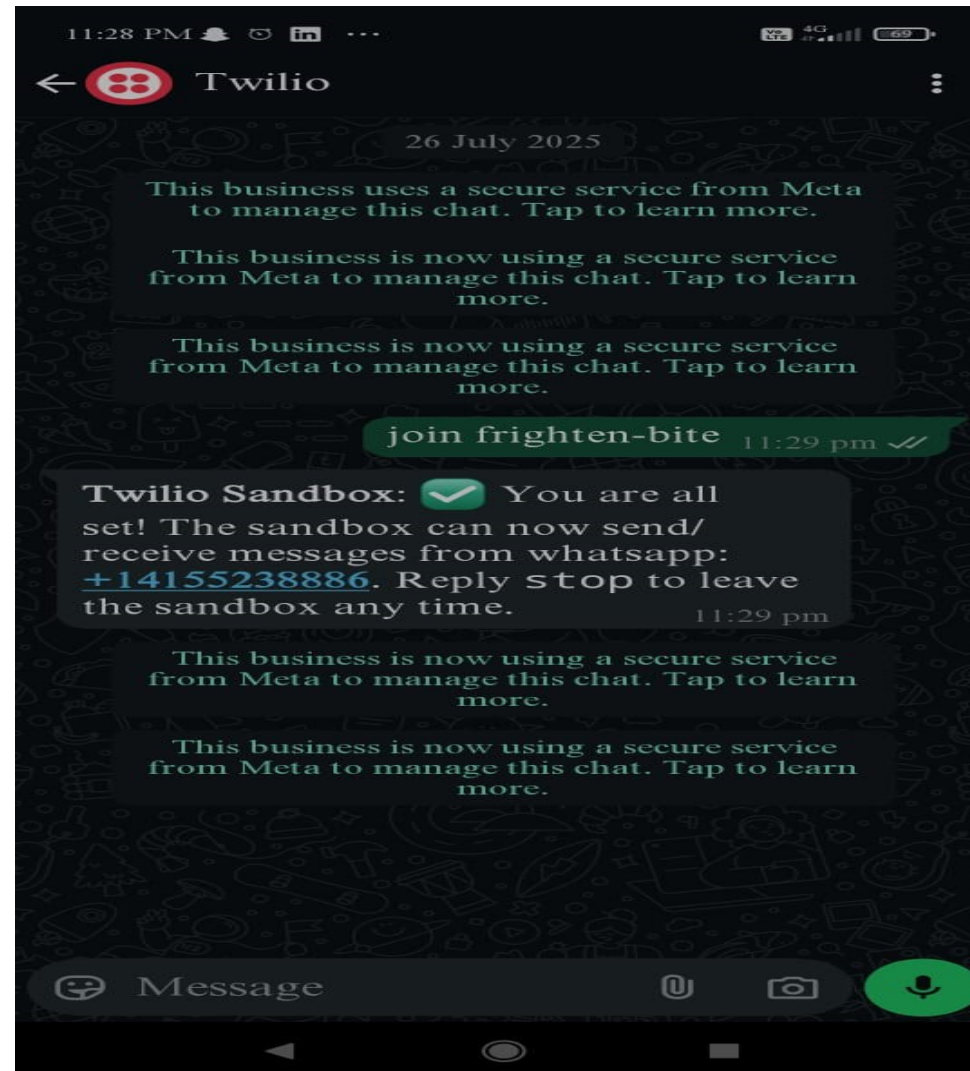 11:28 PM in ... Vo LTE 4G 69
Twilio
26 July 2025
This business uses a secure service from Meta
to manage this chat. Tap to learn more.
This business is now using a secure service
from Meta to manage this chat. Tap to learn
more.
This business is now using a secure service
from Meta to manage this chat. Tap to learn
more.
join frighten-bite 11:29 pm
Twilio Sandbox: ✅ You are all
set! The sandbox can now send/
receive messages from whatsapp:
+14155238886. Reply stop to leave
the sandbox any time. 11:29 pm
This business is now using a secure service
from Meta to manage this chat. Tap to learn
more.
This business is now using a secure service
from Meta to manage this chat. Tap to learn
more.
Message